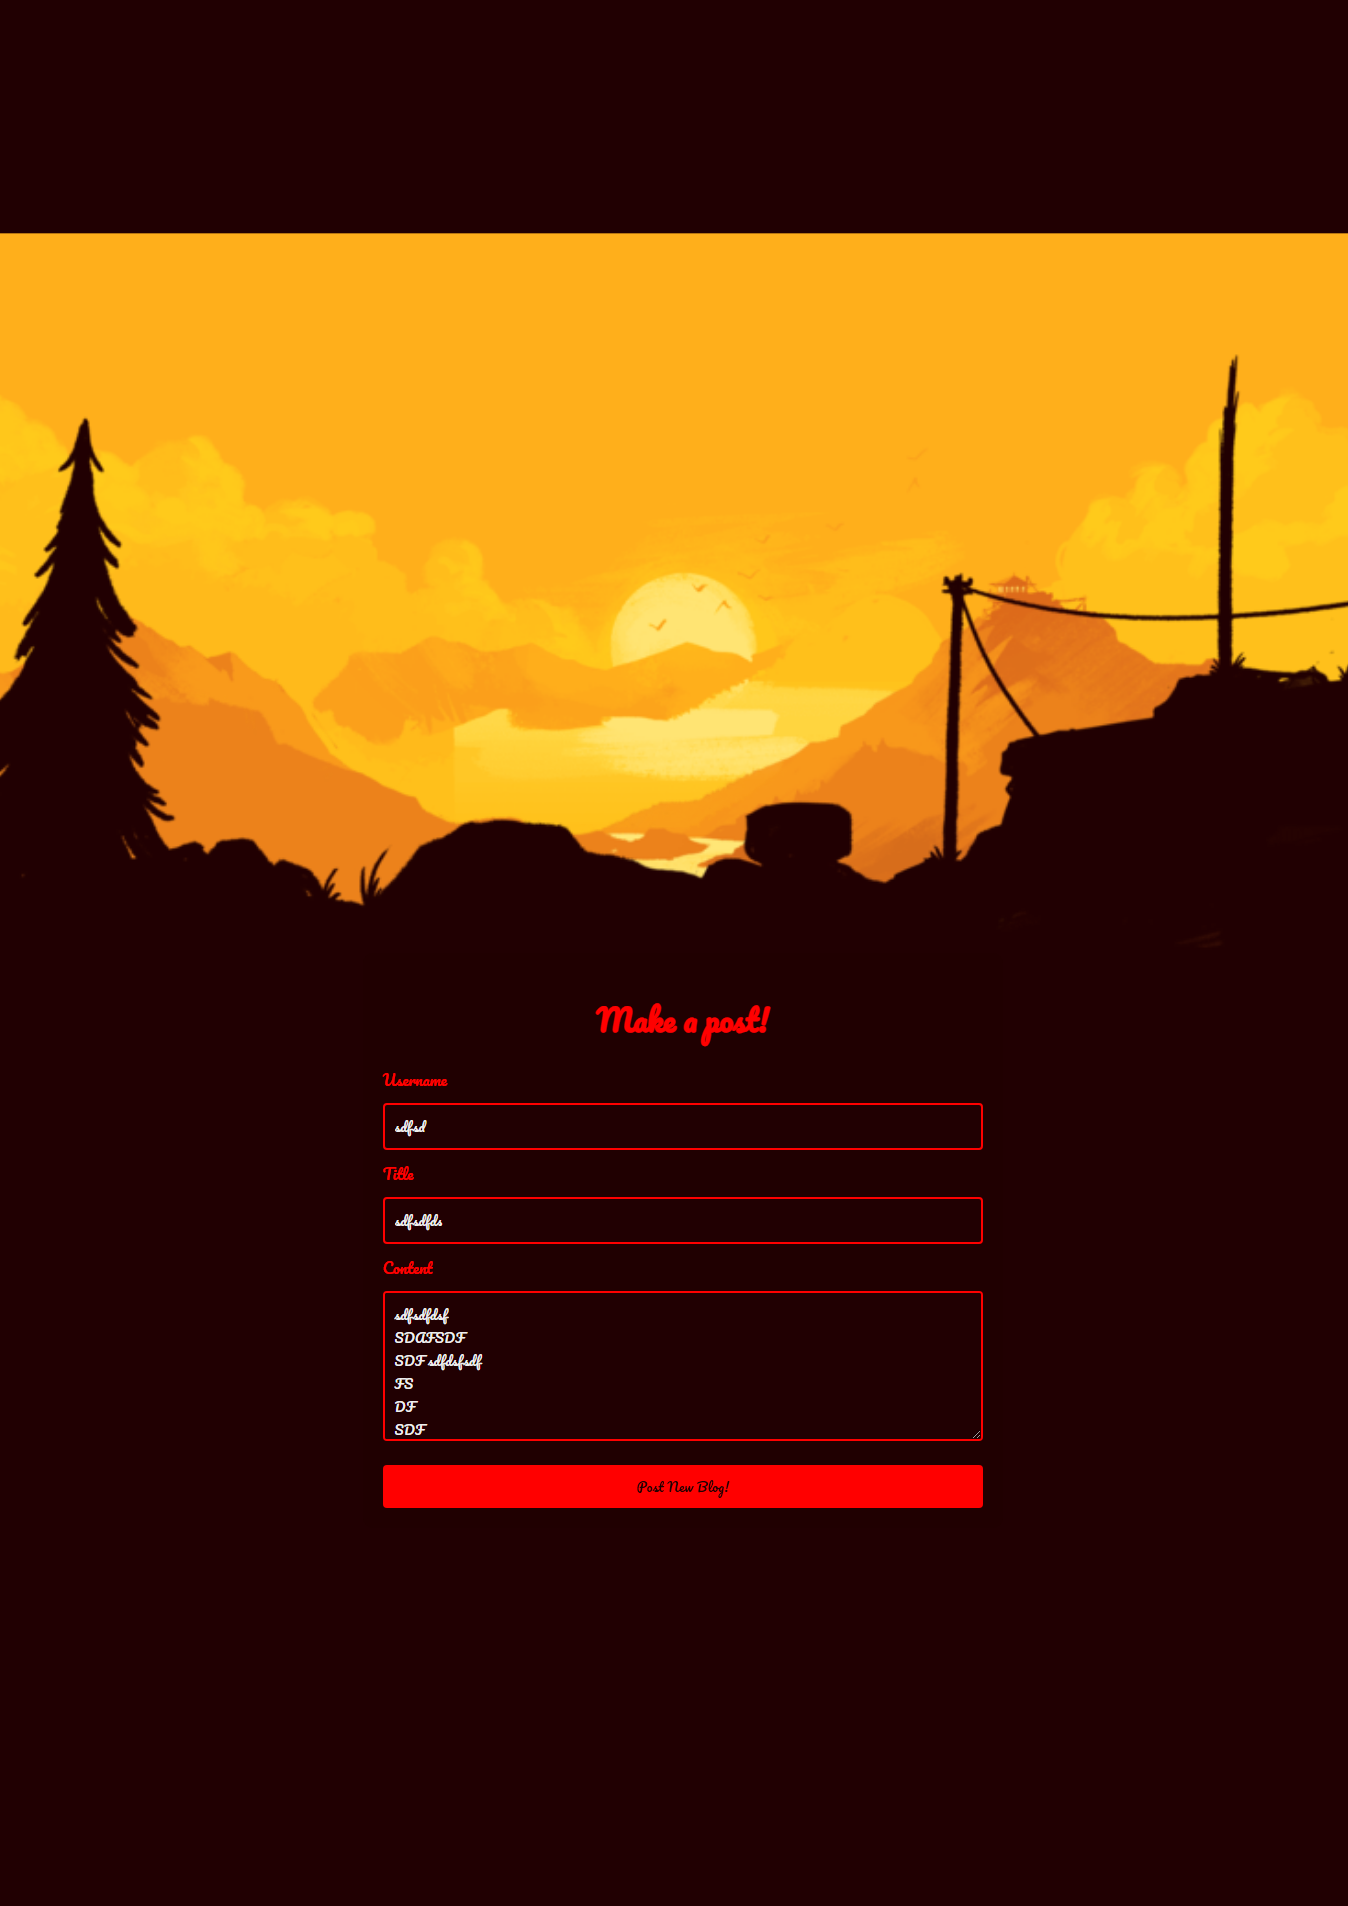 Make a post!
Username
sdfsd
Title
sdfsdfds
Content
sdfsdfdsf
SDAFSDF
SDF sdfdsfsdf
FS
DF
SDF
Post New Blog!